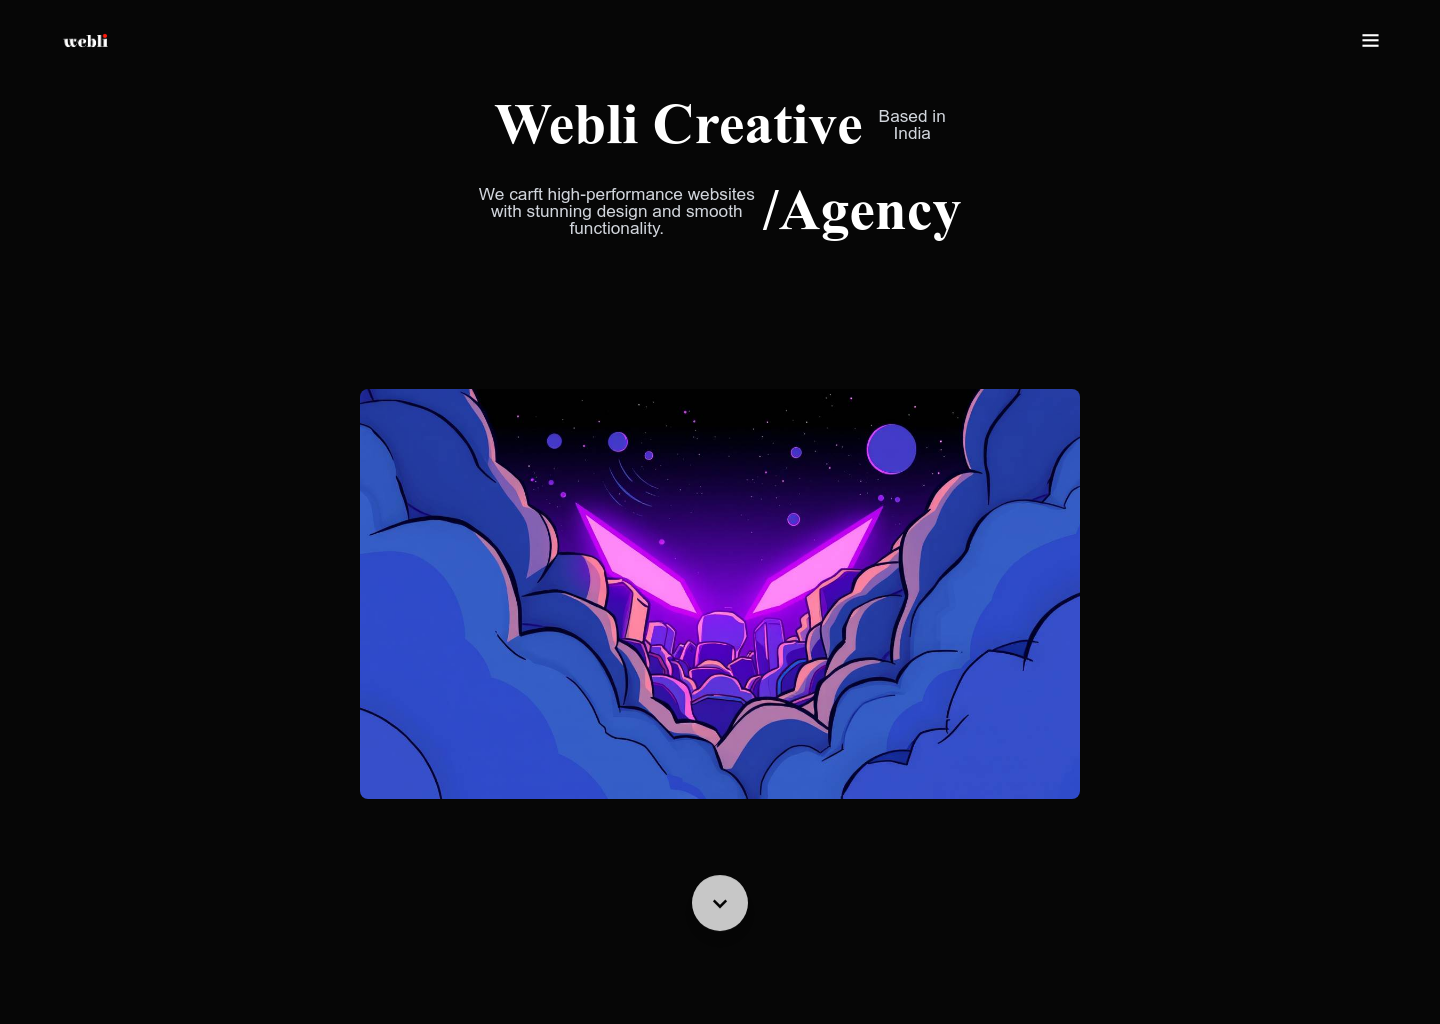 webli
Webli Creative
Based in
India
We carft high-performance websites
with stunning design and smooth
functionality.
/Agency